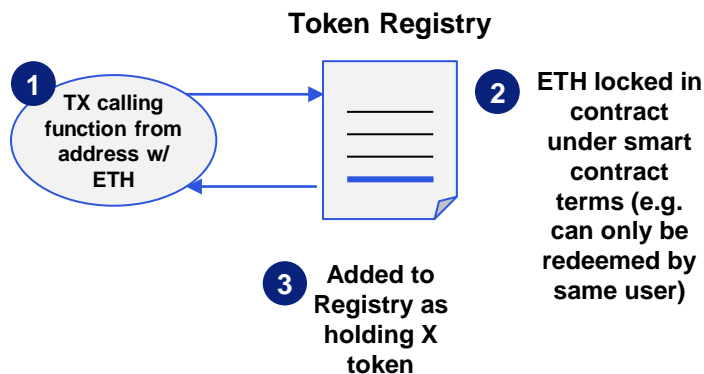 Token Registry
1
TX calling
function from
address w/
ETH
2
ETH locked in
contract
under smart
contract
terms (e.g.
can only be
redeemed by
same user)
3
Added to
Registry as
holding X
token